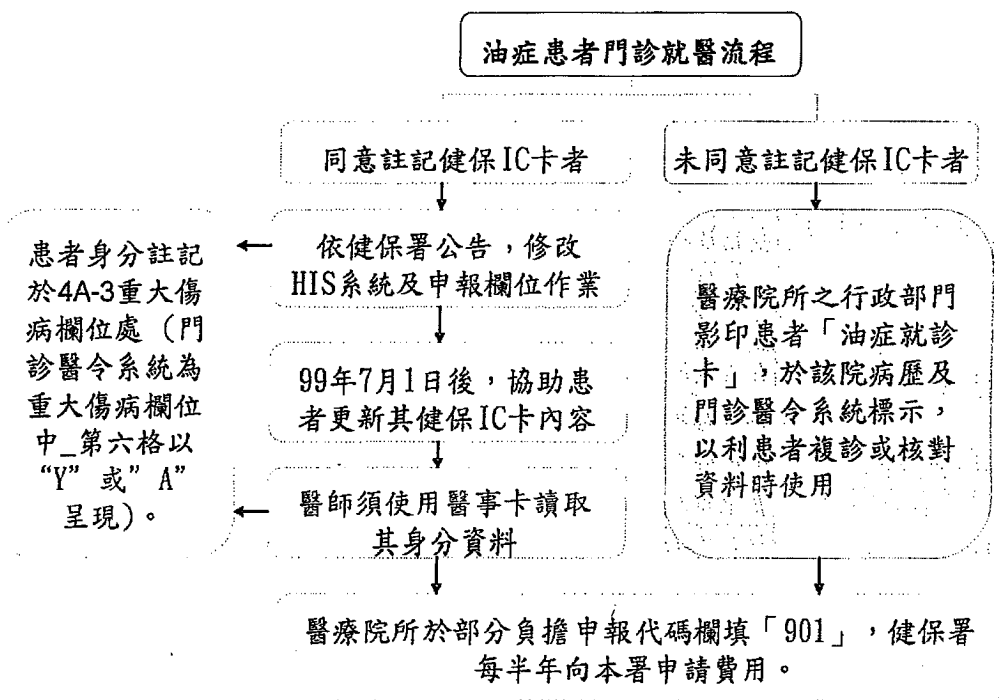 油症患者門診就醫流程
同意註記健保IC卡者
未同意註記健保IC卡者
依健保署公告，修改
HIS系統及申報欄位作業
患者身分註記
於4A-3重大傷
病欄位處（門
診醫令系統為
重大傷病欄位
中_第六格以
“Y” 或” A”
呈現）。
99年7月1日後，協助患
者更新其健保IC卡內容
醫師須使用醫事卡讀取
其身分資料
醫療院所之行政部門
影印患者「油症就診
卡」，於該院病歷及
門診醫令系統標示，
以利患者複診或核對
資料時使用
醫療院所於部分負擔申報代碼欄填「901」，健保署
每半年向本署申請費用。